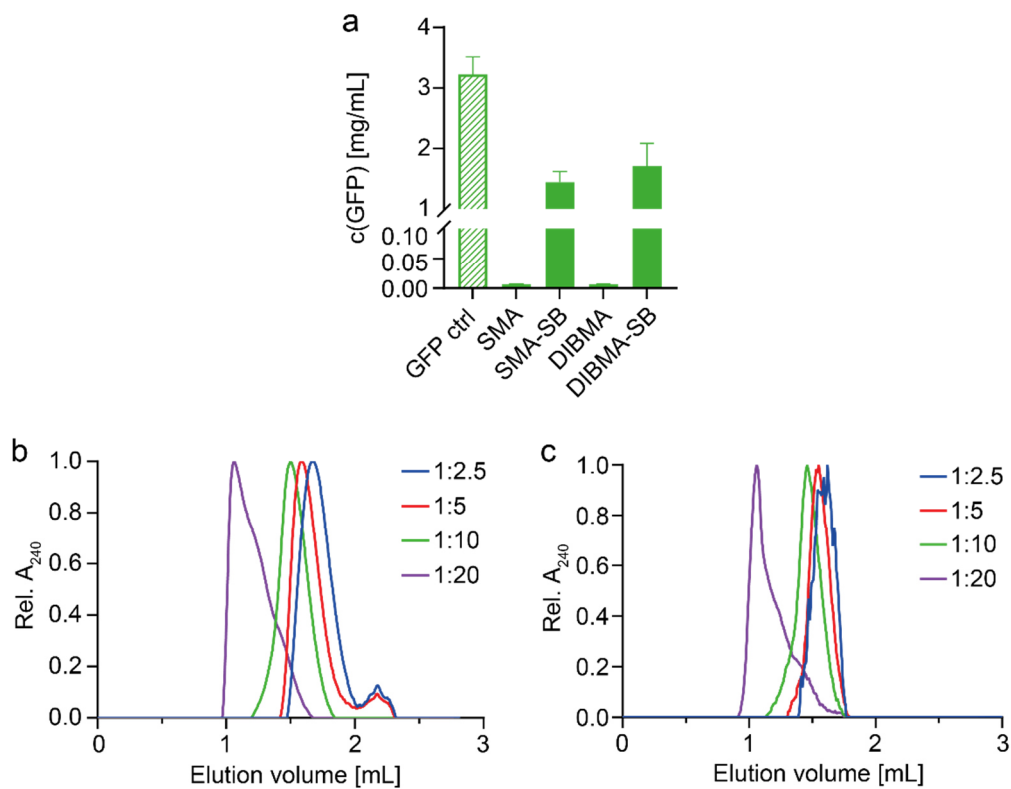 a
c(GFP) [mg/mL]
4
3
2
1
0.10
0.05
0.00
GFP ctrl
SMA
SMA-SB
DIBMA
DIBMA-SB
b
Rel. A240
1.0
0.8
0.6
0.4
0.2
0.0
0
1
2
3
Elution volume [mL]
1:2.5
1:5
1:10
1:20
c
Rel. A240
1.0
0.8
0.6
0.4
0.2
0.0
0
1
2
3
Elution volume [mL]
1:2.5
1:5
1:10
1:20